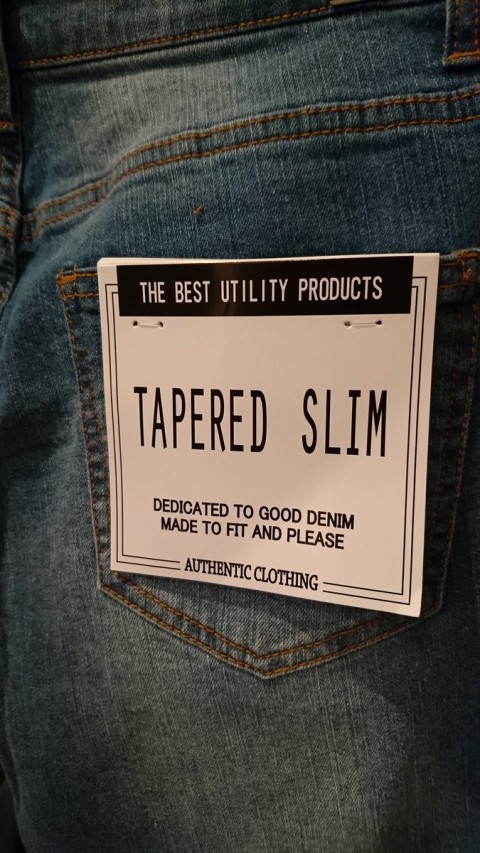 THE BEST UTILITY PRODUCTS
TAPERED SLIM
DEDICATED TO GOOD DENIM
MADE TO FIT AND PLEASE
AUTHENTIC CLOTHING